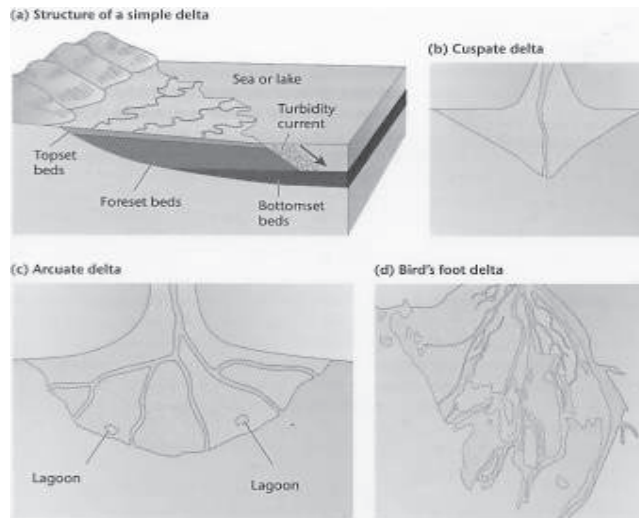 (a) Structure of a simple delta
Sea or lake
Turbidity
current
Topset
beds
Foreset beds
Bottomset
beds
(b) Cuspate delta
(c) Arcuate delta
Lagoon
Lagoon
(d) Bird's foot delta